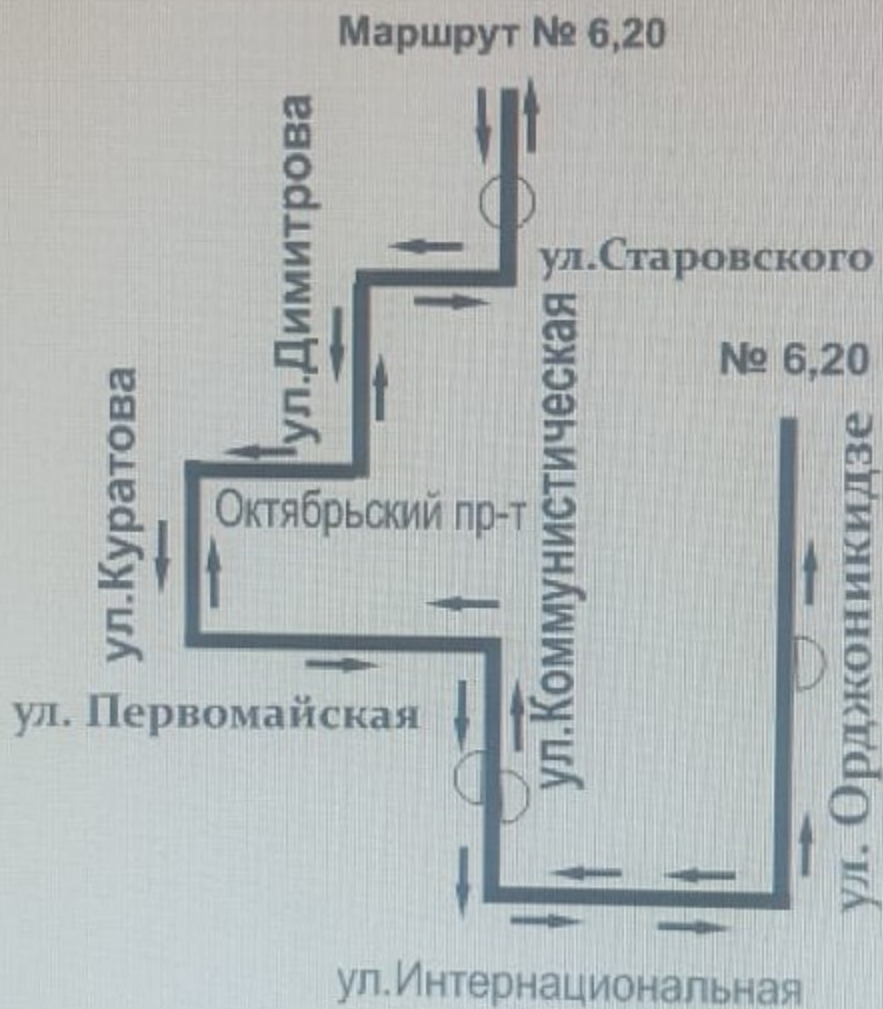 Маршрут № 6,20
ул.Димитрова
ул.Старовского
№ 6,20
ул.Куратова
Октябрьский пр-т
ул.Коммунистическая
ул. Орджоникидзе
ул. Первомайская
ул.Интернациональная